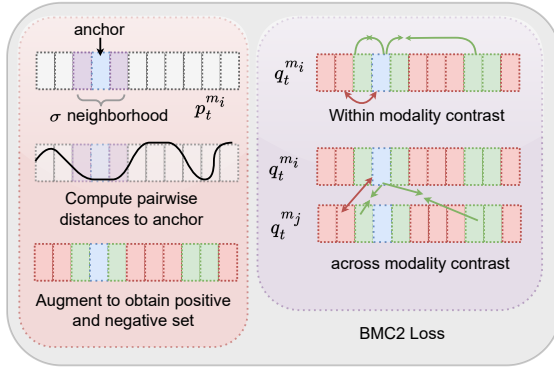 anchor
σ neighborhood
p_t^{m_i}
Compute pairwise
distances to anchor
Augment to obtain positive
and negative set
q_t^{m_i}
Within modality contrast
q_t^{m_i}
q_t^{m_j}
across modality contrast
BMC2 Loss